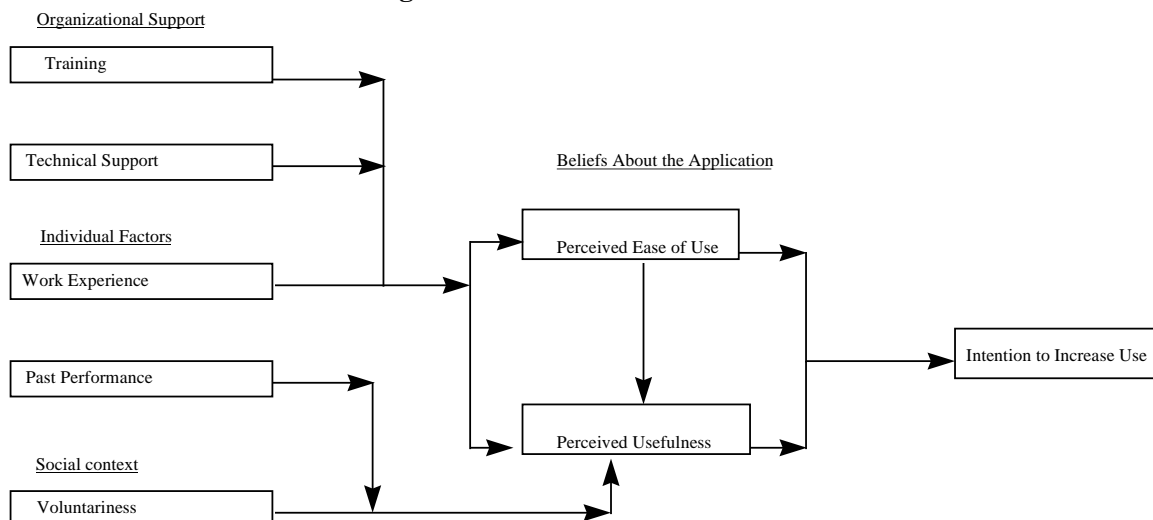 Organizational Support
Training
Technical Support
Beliefs About the Application
Individual Factors
Perceived Ease of Use
Work Experience
Intention to Increase Use
Past Performance
Perceived Usefulness
Social context
Voluntariness